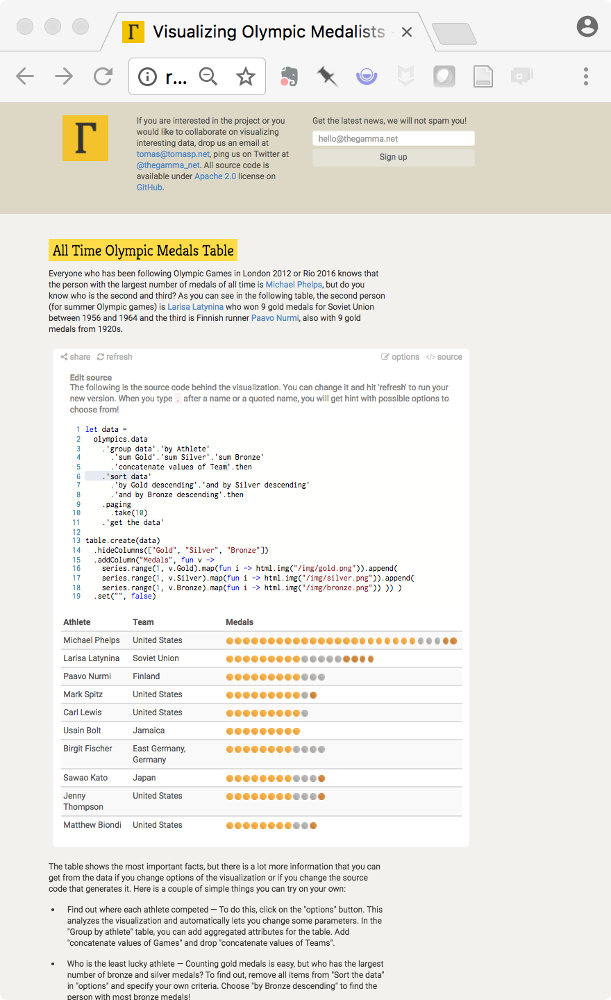 Γ Visualizing Olympic Medalists -
r...
Γ
If you are interested in the project or you
would like to collaborate on visualizing
interesting data, drop us an email at
tomas@tomasp.net, ping us on Twitter at
@thegamma_net. All source code is
available under Apache 2.0 license on
GitHub.
Get the latest news, we will not spam you!
hello@thegamma.net
Sign up
All Time Olympic Medals Table
Everyone who has been following Olympic Games in London 2012 or Rio 2016 knows that
the person with the largest number of medals of all time is Michael Phelps, but do you
know who is the second and third? As you can see in the following table, the second person
(for summer Olympic games) is Larisa Latynina who won 9 gold medals for Soviet Union
between 1956 and 1964 and the third is Finnish runner Paavo Nurmi, also with 9 gold
medals from 1920s.
share refresh options </> source
Edit source
The following is the source code behind the visualization. You can change it and hit 'refresh' to run your
new version. When you type . after a name or a quoted name, you will get hint with possible options to
choose from!
1 let data =
2 olympics.data
3 .'group data'.'by Athlete'
4 .'sum Gold'.'sum Silver'.'sum Bronze'
5 .'concatenate values of Team'.then
6 .'sort data'
7 .'by Gold descending'.'and by Silver descending'
8 .'and by Bronze descending'.then
9 .paging
10 .take(10)
11 .'get the data'
12
13 table.create(data)
14 .hideColumns(["Gold", "Silver", "Bronze"])
15 .addColumn("Medals", fun v ->
16 series.range(1, v.Gold).map(fun i -> html.img("/img/gold.png")).append(
17 series.range(1, v.Silver).map(fun i -> html.img("/img/silver.png")).append(
18 series.range(1, v.Bronze).map(fun i -> html.img("/img/bronze.png")) )) )
19 .set("", false)
Athlete Team Medals
Michael Phelps United States
Larisa Latynina Soviet Union
Paavo Nurmi Finland
Mark Spitz United States
Carl Lewis United States
Usain Bolt Jamaica
Birgit Fischer East Germany,
Germany
Sawao Kato Japan
Jenny United States
Thompson
Matthew Biondi United States
The table shows the most important facts, but there is a lot more information that you can
get from the data if you change options of the visualization or if you change the source
code that generates it. Here is a couple of simple things you can try on your own:
• Find out where each athlete competed — To do this, click on the "options" button. This
analyzes the visualization and automatically lets you change some parameters. In the
"Group by athlete" table, you can add aggregated attributes for the table. Add
"concatenate values of Games" and drop "concatenate values of Teams".
• Who is the least lucky athlete — Counting gold medals is easy, but who has the largest
number of bronze and silver medals? To find out, remove all items from "Sort the data"
in "options" and specify your own criteria. Choose "by Bronze descending" to find the
person with most bronze medals!